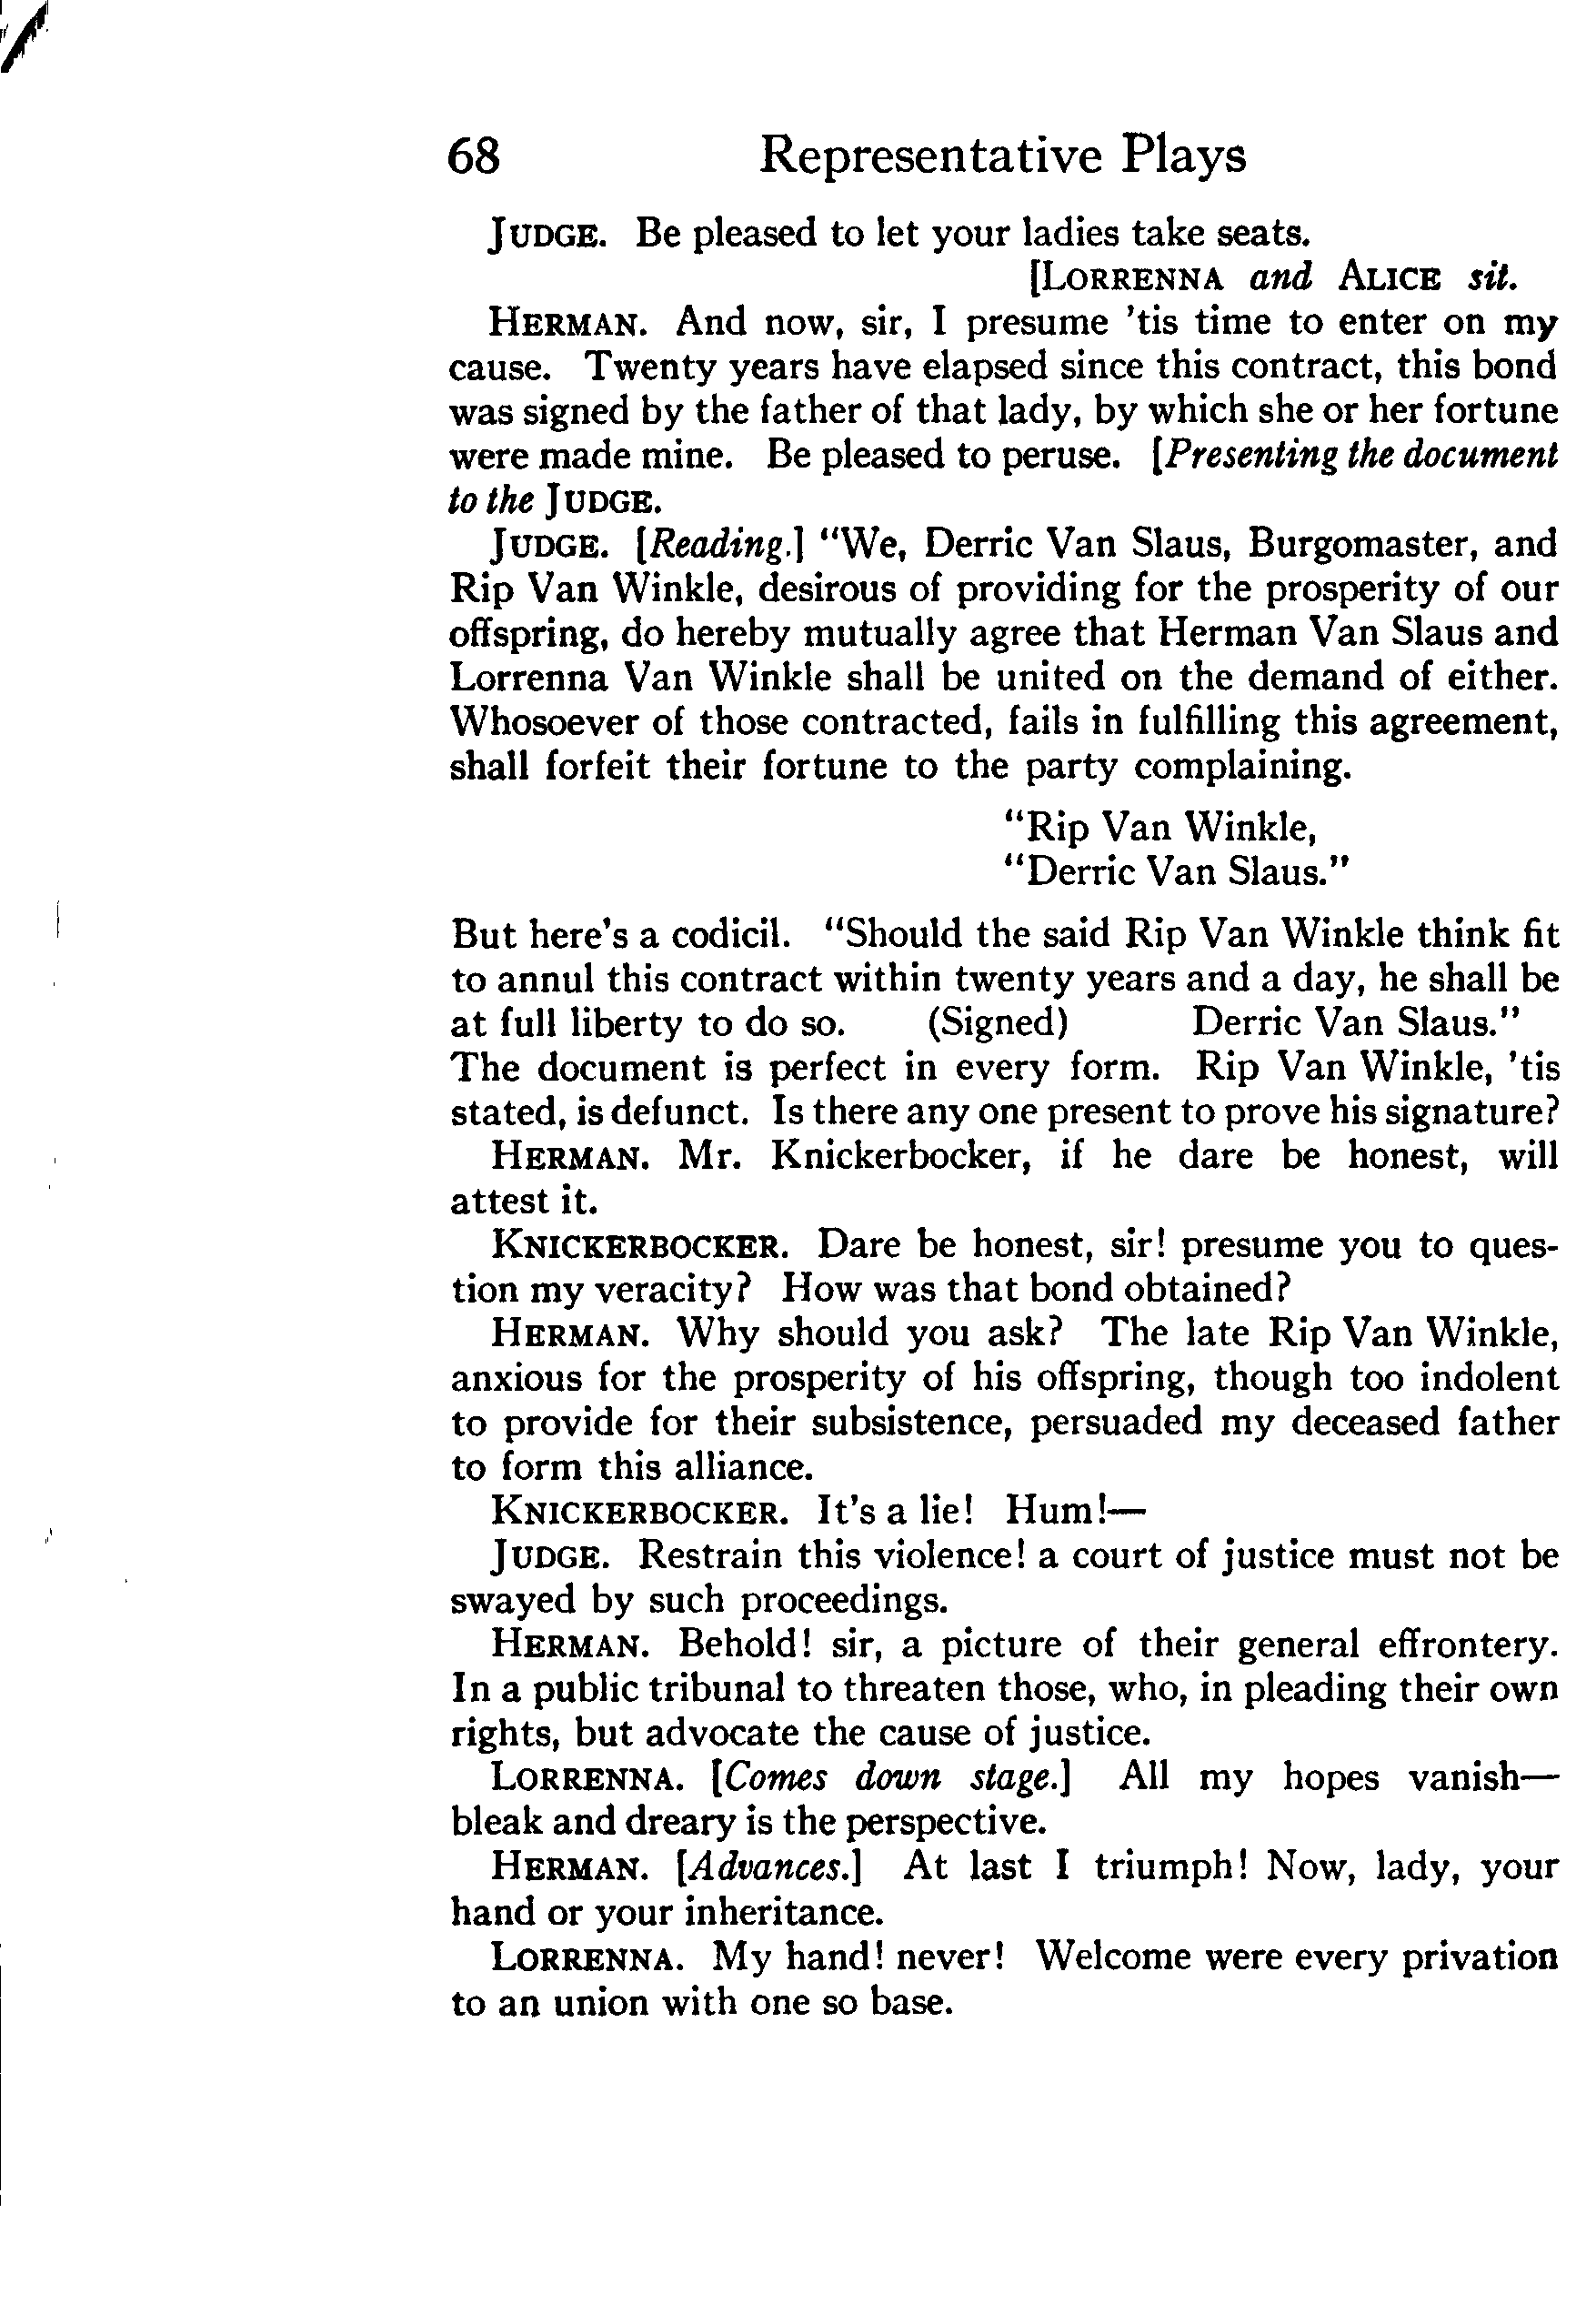 68 Representative Plays
JUDGE. Be pleased to let your ladies take seats.
[LORRENNA and ALICE sit.
HERMAN. And now, sir, I presume 'tis time to enter on my
cause. Twenty years have elapsed since this contract, this bond
was signed by the father of that lady, by which she or her fortune
were made mine. Be pleased to peruse. [Presenting the document
to the JUDGE.
JUDGE. [Reading.] "We, Derric Van Slaus, Burgomaster, and
Rip Van Winkle, desirous of providing for the prosperity of our
offspring, do hereby mutually agree that Herman Van Slaus and
Lorrenna Van Winkle shall be united on the demand of either.
Whosoever of those contracted, fails in fulfilling this agreement,
shall forfeit their fortune to the party complaining.
"Rip Van Winkle,
"Derric Van Slaus."
But here's a codicil. "Should the said Rip Van Winkle think fit
to annul this contract within twenty years and a day, he shall be
at full liberty to do so. (Signed) Derric Van Slaus."
The document is perfect in every form. Rip Van Winkle, 'tis
stated, is defunct. Is there any one present to prove his signature?
HERMAN. Mr. Knickerbocker, if he dare be honest, will
attest it.
KNICKERBOCKER. Dare be honest, sir! presume you to ques-
tion my veracity? How was that bond obtained?
HERMAN. Why should you ask? The late Rip Van Winkle,
anxious for the prosperity of his offspring, though too indolent
to provide for their subsistence, persuaded my deceased father
to form this alliance.
KNICKERBOCKER. It's a lie! Hum!—
JUDGE. Restrain this violence! a court of justice must not be
swayed by such proceedings.
HERMAN. Behold! sir, a picture of their general effrontery.
In a public tribunal to threaten those, who, in pleading their own
rights, but advocate the cause of justice.
LORRENNA. [Comes down stage.] All my hopes vanish—
bleak and dreary is the perspective.
HERMAN. [Advances.] At last I triumph! Now, lady, your
hand or your inheritance.
LORRENNA. My hand! never! Welcome were every privation
to an union with one so base.